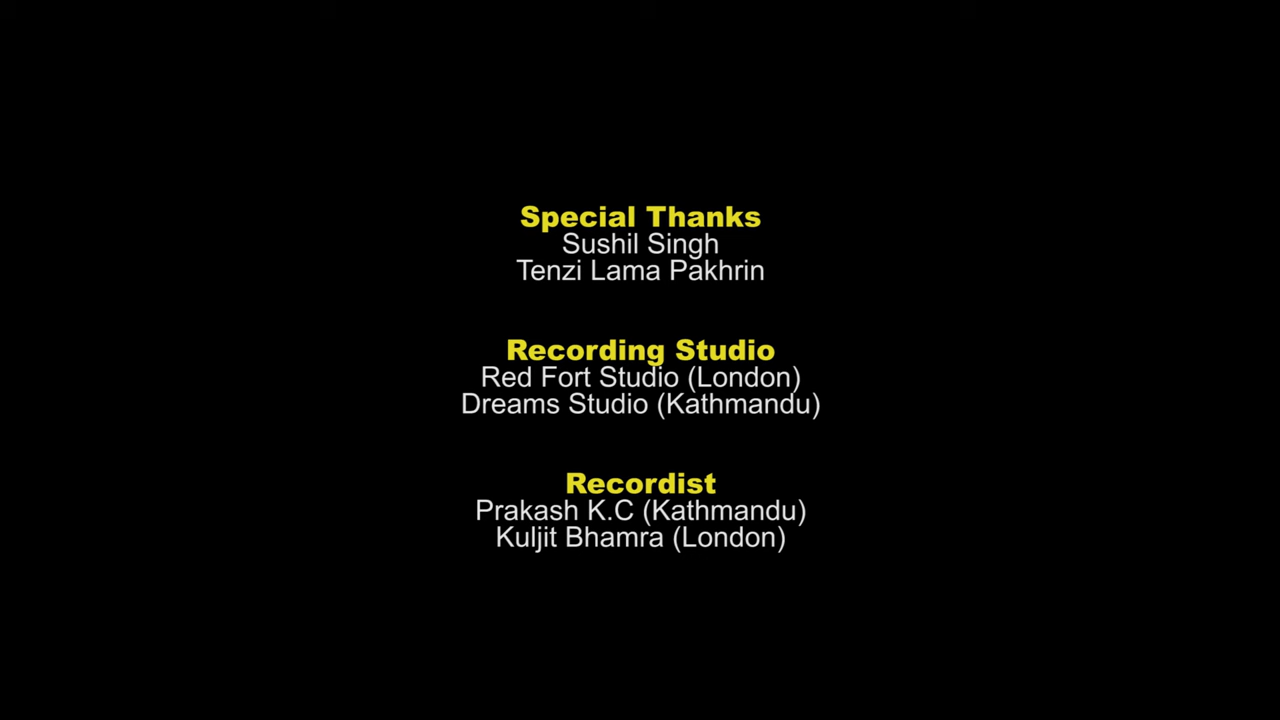 Special Thanks
Sushil Singh
Tenzi Lama Pakhrin
Recording Studio
Red Fort Studio (London)
Dreams Studio (Kathmandu)
Recordist
Prakash K.C (Kathmandu)
Kuljit Bhamra (London)